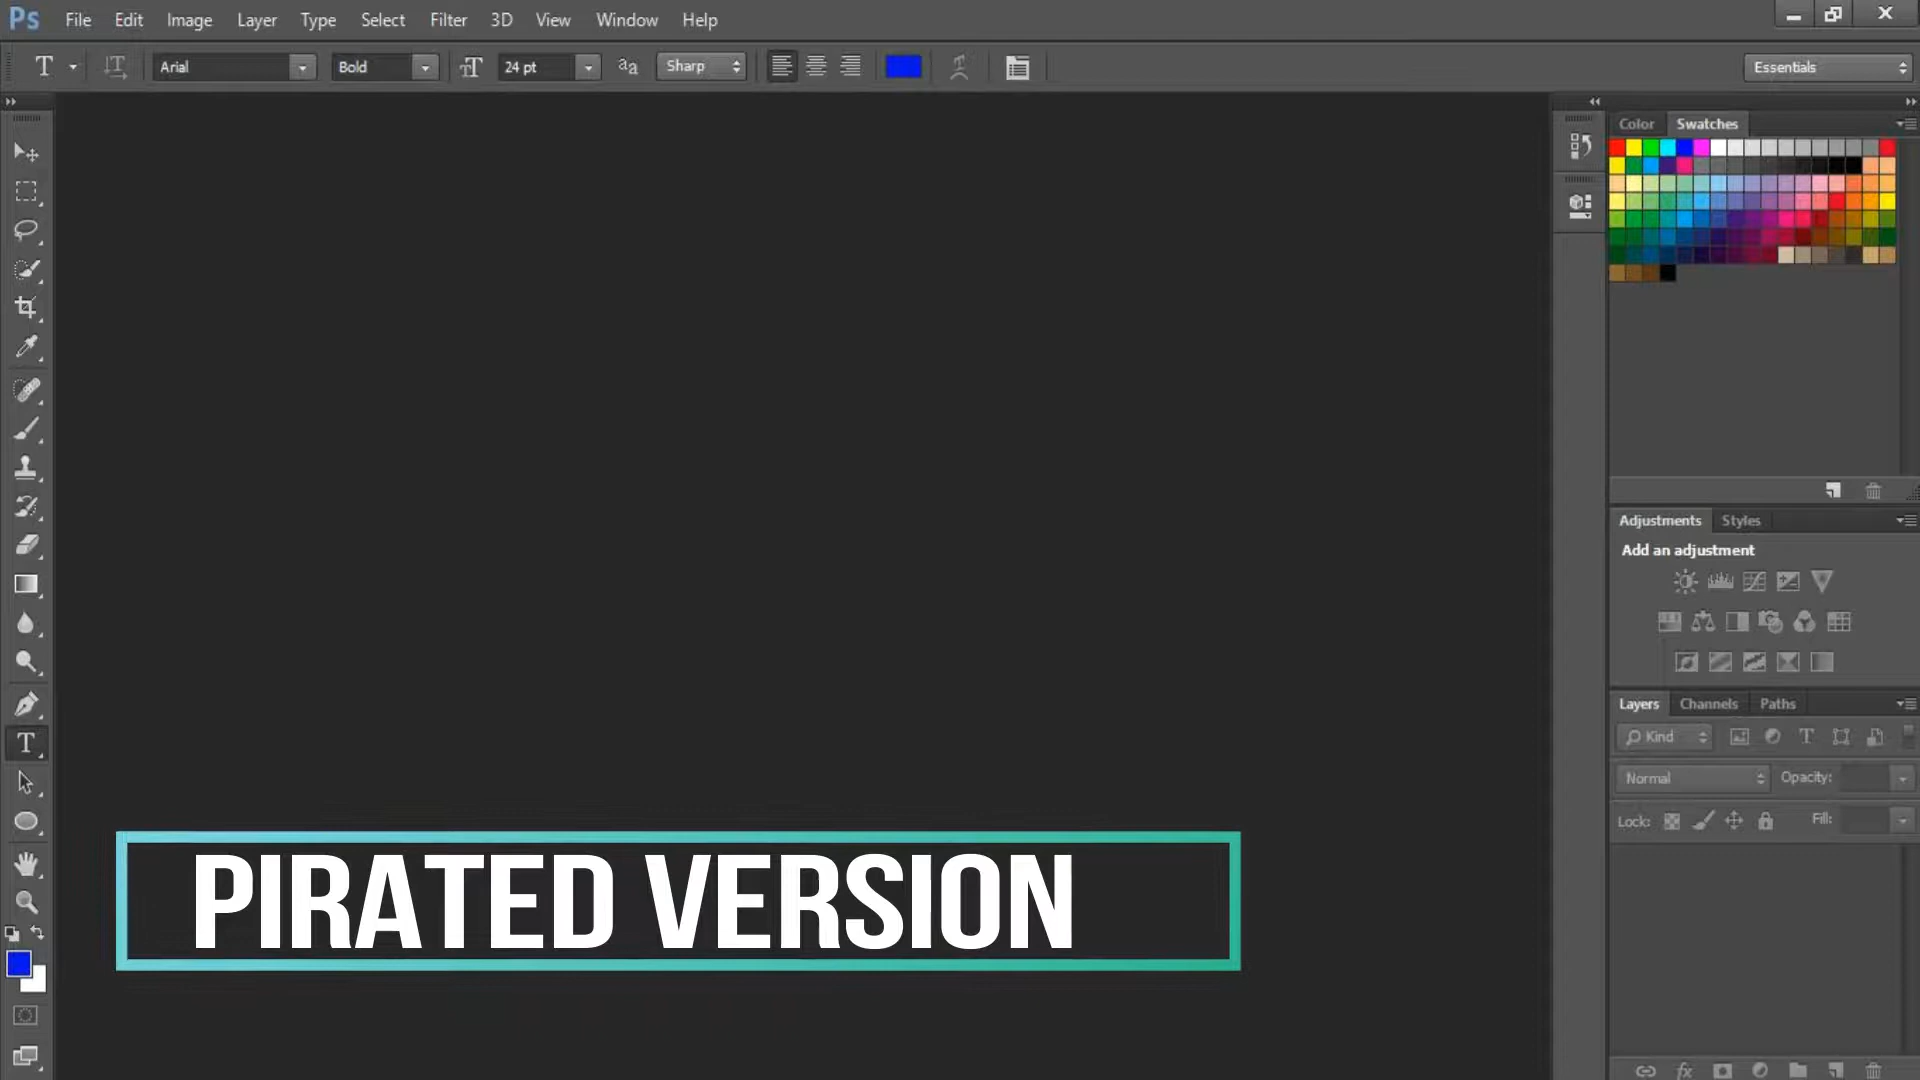 Ps File Edit Image Layer Type Select Filter 3D View Window Help
T Arial Bold 24 pt aa Sharp Essentials
Color Swatches
Adjustments Styles
Add an adjustment
Layers Channels Paths
Kind
Normal Opacity:
Lock: Fill:
PIRATED VERSION
fx